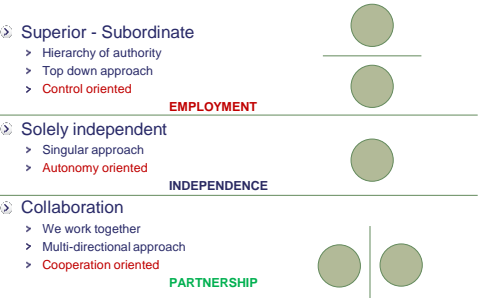 Superior - Subordinate
Hierarchy of authority
Top down approach
Control oriented
EMPLOYMENT
Solely independent
Singular approach
Autonomy oriented
INDEPENDENCE
Collaboration
We work together
Multi-directional approach
Cooperation oriented
PARTNERSHIP